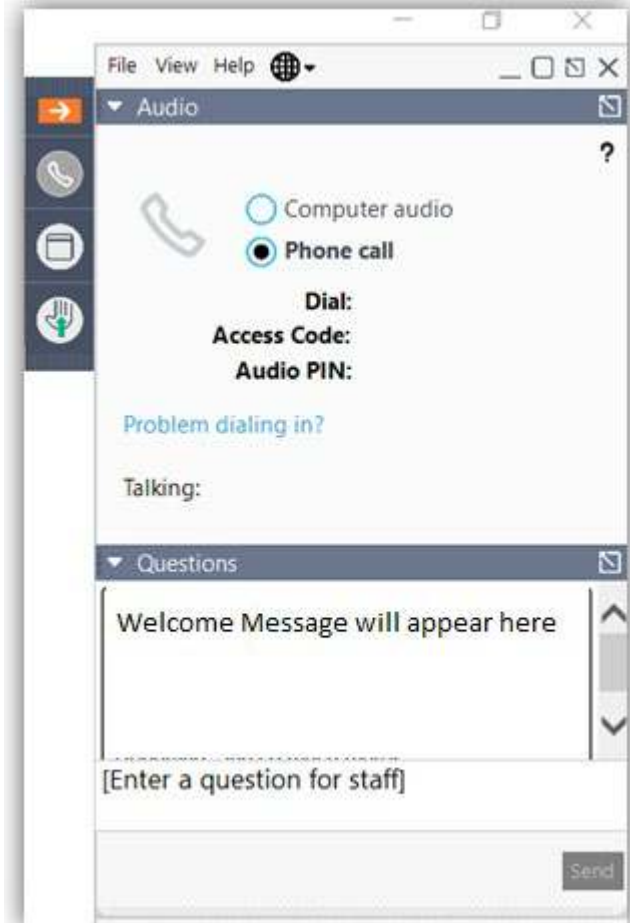 File View Help
Audio
?
Computer audio
Phone call
Dial:
Access Code:
Audio PIN:
Problem dialing in?
Talking:
Questions
Welcome Message will appear here
[Enter a question for staff]
Send